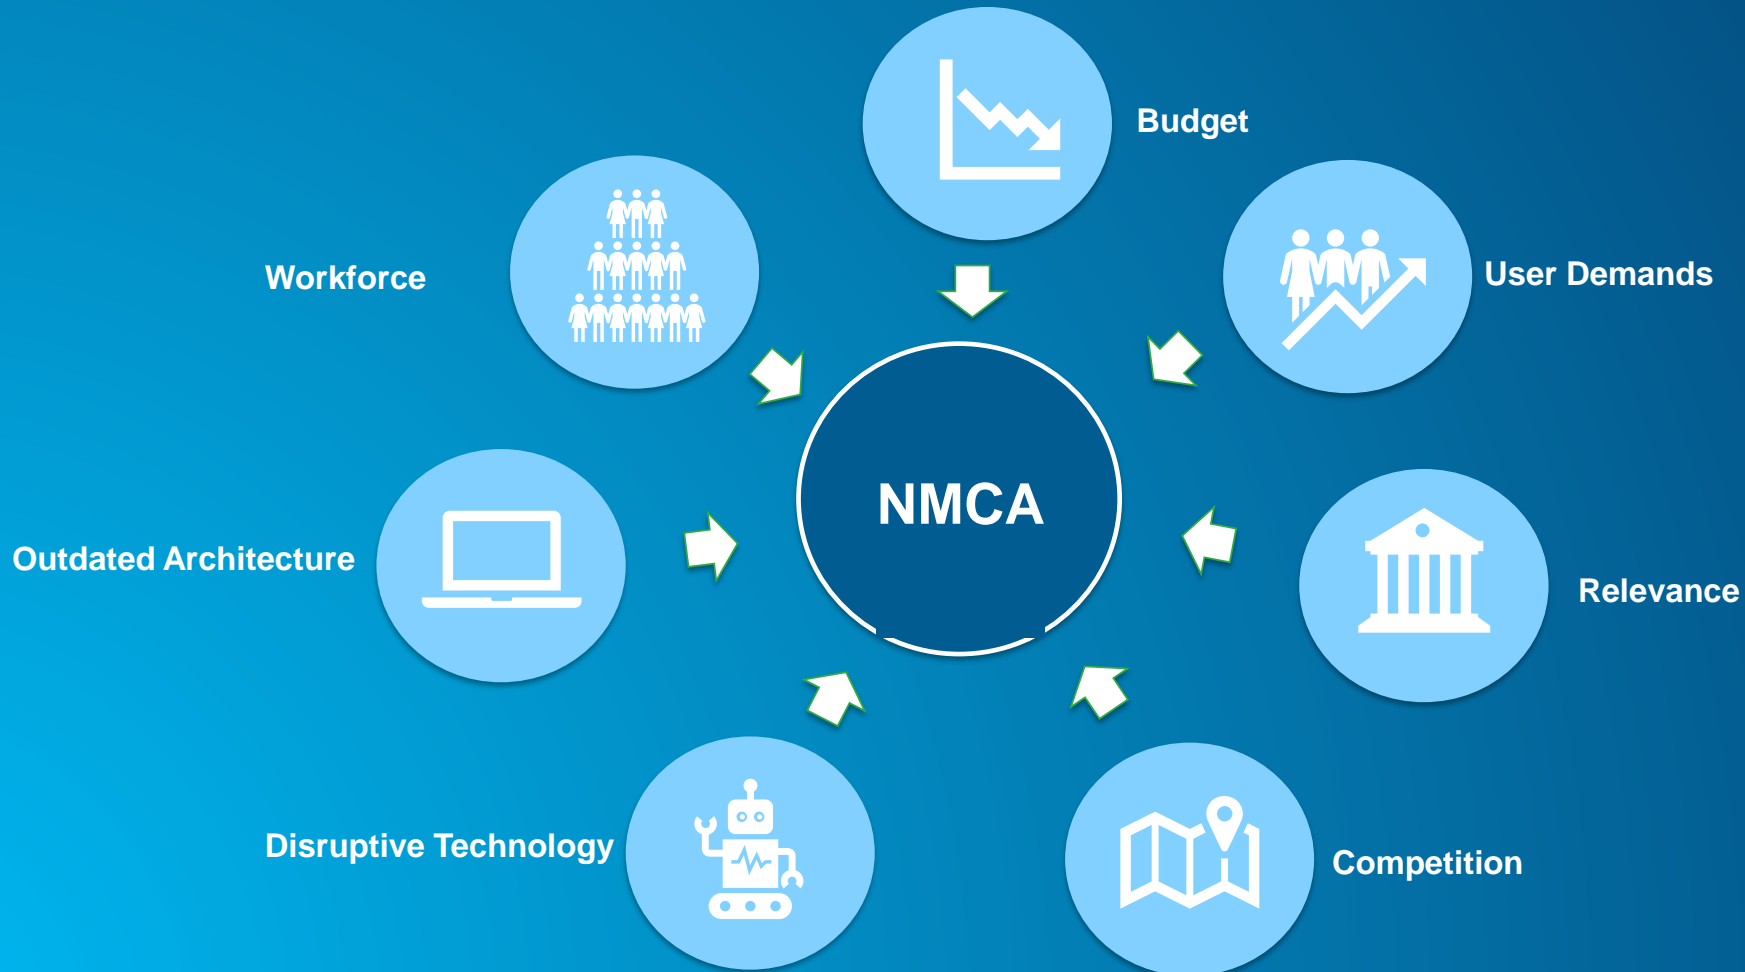 Budget
Workforce
User Demands
NMCA
Outdated Architecture
Relevance
Disruptive Technology
Competition